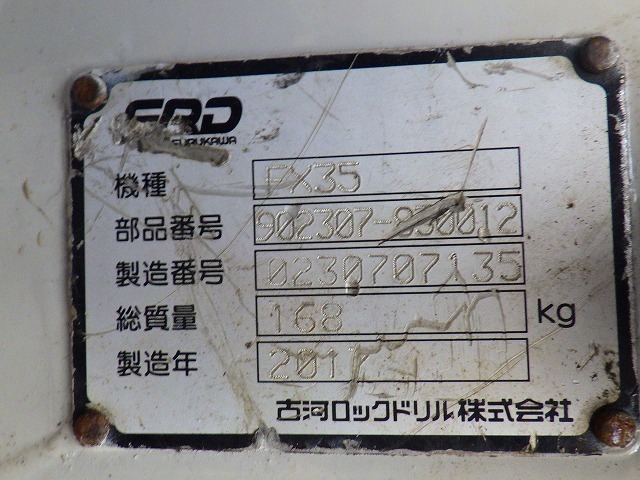 FRD
FURUKAWA
機種 FX35
部品番号 902307-830012
製造番号 0230707135
総質量 168 kg
製造年 2017
古河ロックドリル株式会社